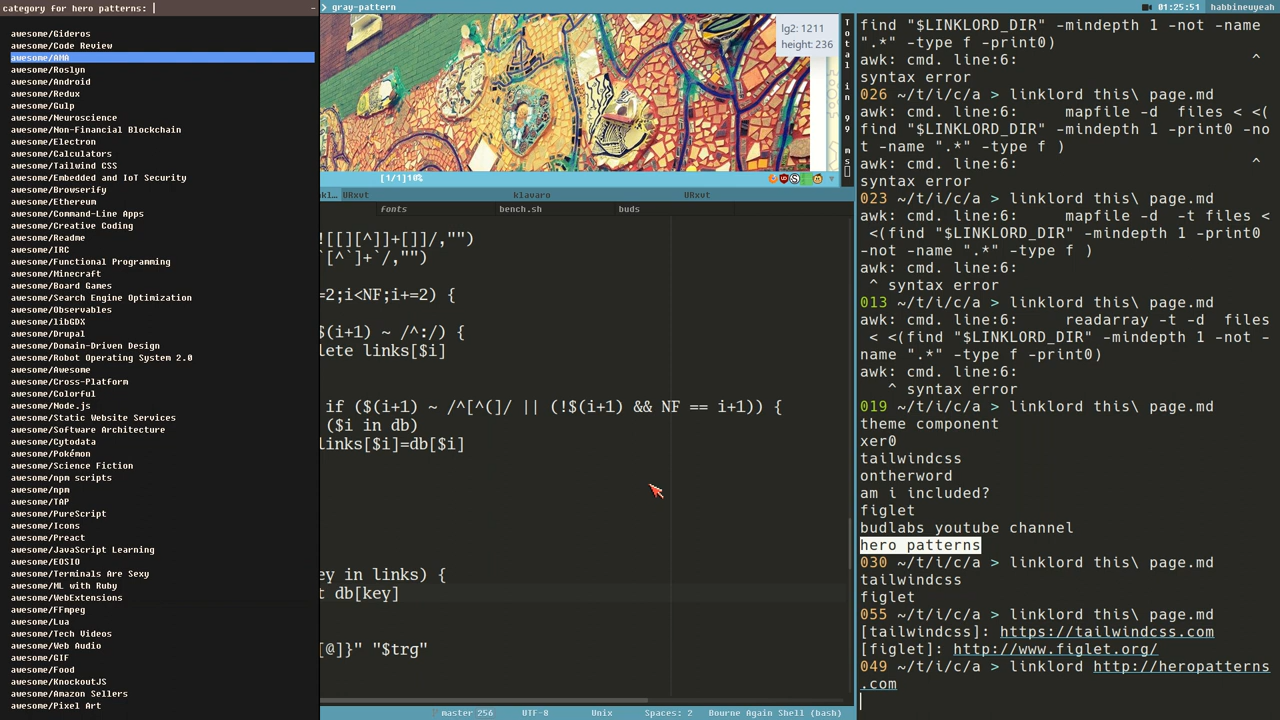 category for hero patterns:
awesome/Gideros
awesome/Code Review
awesome/AMA
awesome/Roslyn
awesome/Android
awesome/Redux
awesome/Gulp
awesome/Neuroscience
awesome/Non-Financial Blockchain
awesome/Electron
awesome/Calculators
awesome/Tailwind CSS
awesome/Embedded and IoT Security
awesome/Browserify
awesome/Ethereum
awesome/Command-Line Apps
awesome/Creative Coding
awesome/Readme
awesome/IRC
awesome/Functional Programming
awesome/Minecraft
awesome/Board Games
awesome/Search Engine Optimization
awesome/Observables
awesome/libGDX
awesome/Drupal
awesome/Domain-Driven Design
awesome/Robot Operating System 2.0
awesome/Awesome
awesome/Cross-Platform
awesome/Colorful
awesome/Node.js
awesome/Static Website Services
awesome/Software Architecture
awesome/Cytodata
awesome/Pokémon
awesome/Science Fiction
awesome/npm scripts
awesome/npm
awesome/TAP
awesome/PureScript
awesome/Icons
awesome/Preact
awesome/JavaScript Learning
awesome/EOSIO
awesome/Terminals Are Sexy
awesome/ML with Ruby
awesome/WebExtensions
awesome/FFmpeg
awesome/Lua
awesome/Tech Videos
awesome/Web Audio
awesome/GIF
awesome/Food
awesome/KnockoutJS
awesome/Amazon Sellers
awesome/Pixel Art
> gray-pattern
01:25:51 habbineuyeah
lg2: 1211
height: 236
Total in 99 ms
[1/1]10%
kl… URxvt klavaro URxvt
fonts bench.sh buds
![[][^]]+[]]/,"")
`[^`]+`/,"")
=2;i<NF;i+=2) {
$(i+1) ~ /^:/) {
lete links[$i]
if ($(i+1) ~ /^[^(]/ || (!$(i+1) && NF == i+1)) {
($i in db)
links[$i]=db[$i]
ey in links) {
t db[key]
[@]}" "$trg"
master 256 UTF-8 Unix Spaces: 2 Bourne Again Shell (bash)
find "$LINKLORD_DIR" -mindepth 1 -not -name
".*" -type f -print0)
awk: cmd. line:6: ^
syntax error
026 ~/t/i/c/a > linklord this\ page.md
awk: cmd. line:6: mapfile -d files < <(
find "$LINKLORD_DIR" -mindepth 1 -print0 -no
t -name ".*" -type f )
awk: cmd. line:6: ^
syntax error
023 ~/t/i/c/a > linklord this\ page.md
awk: cmd. line:6: mapfile -d -t files <
<(find "$LINKLORD_DIR" -mindepth 1 -print0
-not -name ".*" -type f )
awk: cmd. line:6:
^ syntax error
013 ~/t/i/c/a > linklord this\ page.md
awk: cmd. line:6: readarray -t -d files
< <(find "$LINKLORD_DIR" -mindepth 1 -not -
name ".*" -type f -print0)
awk: cmd. line:6:
^ syntax error
019 ~/t/i/c/a > linklord this\ page.md
theme component
xer0
tailwindcss
ontherword
am i included?
figlet
budlabs youtube channel
hero patterns
030 ~/t/i/c/a > linklord this\ page.md
tailwindcss
figlet
055 ~/t/i/c/a > linklord this\ page.md
[tailwindcss]: https://tailwindcss.com
[figlet]: http://www.figlet.org/
049 ~/t/i/c/a > linklord http://heropatterns
.com